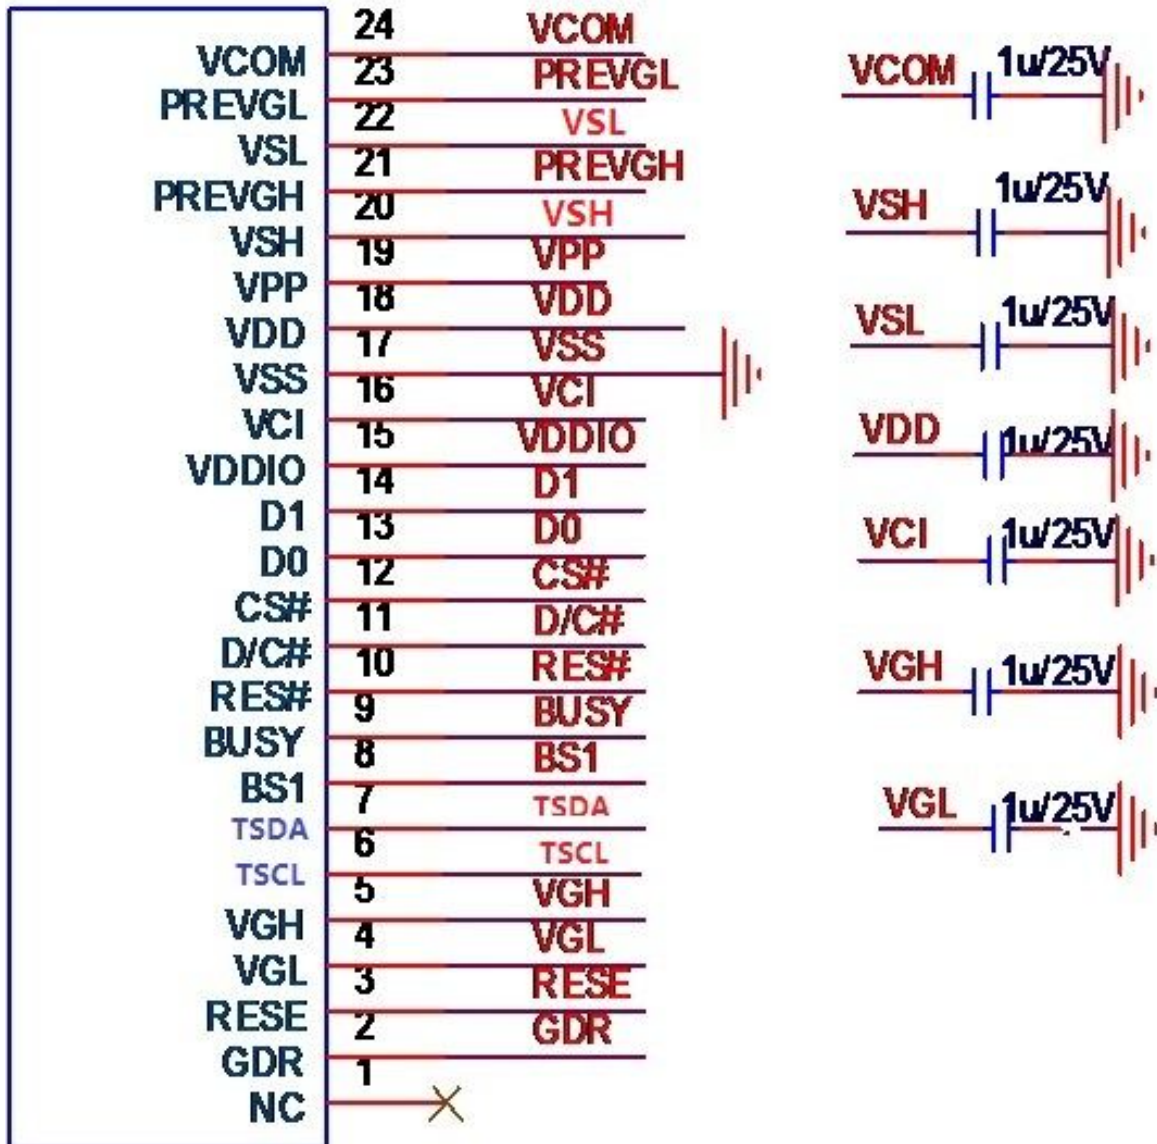 24 VCOM
VCOM
23 PREVGL
PREVGL
22 VSL
VSL
21 PREVGH
PREVGH
20 VSH
VSH
19 VPP
VPP
18 VDD
VDD
17 VSS
VSS
16 VCI
VCI
15 VDDIO
VDDIO
14 D1
D1
13 D0
D0
12 CS#
CS#
11 D/C#
D/C#
10 RES#
RES#
9 BUSY
BUSY
8 BS1
BS1
7 TSDA
TSDA
6 TSCL
TSCL
5 VGH
VGH
4 VGL
VGL
3 RESE
RESE
2 GDR
GDR
1
NC
VCOM 1u/25V
VSH 1u/25V
VSL 1u/25V
VDD 1u/25V
VCI 1u/25V
VGH 1u/25V
VGL 1u/25V